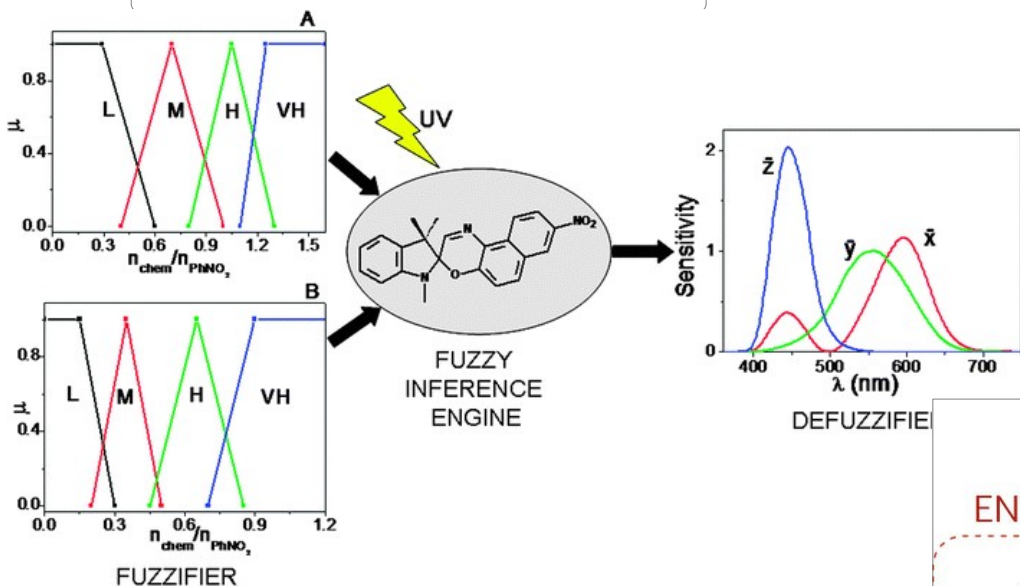 A
μ
0.8
0.4
0.0
L
M
H
VH
0.0 0.3 0.6 0.9 1.2 1.5
n_chem/n_PhNO₂
B
μ
0.8
0.4
0.0
L
M
H
VH
0.0 0.3 0.6 0.9 1.2
n_chem/n_PhNO₂
FUZZIFIER
UV
N
NO₂
N
O
FUZZY
INFERENCE
ENGINE
Sensitivity
2
1
0
z̄
ȳ
x̄
400 500 600 700
λ (nm)
EN